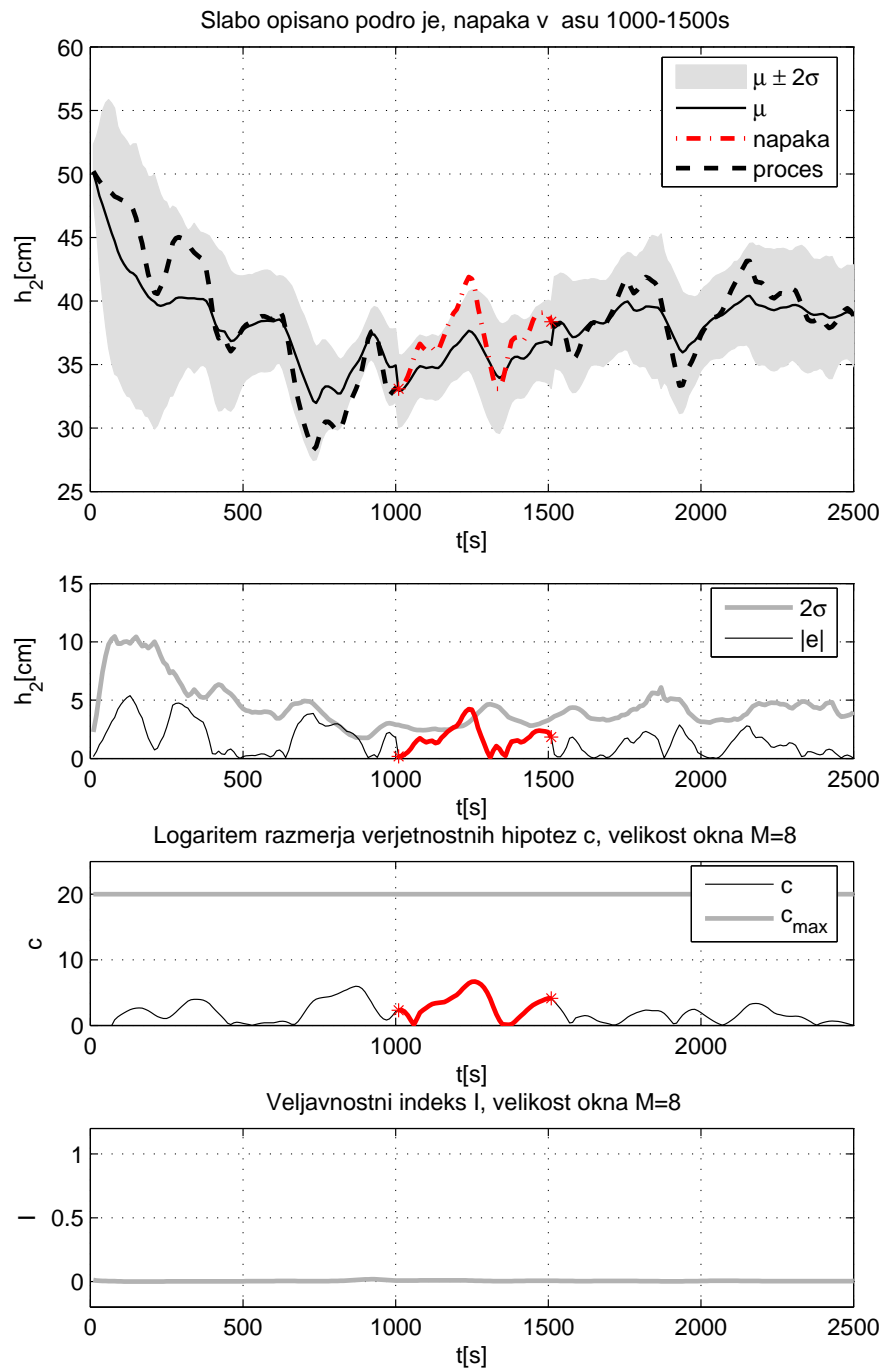 Slabo opisano podro je, napaka v  asu 1000-1500s
60
55
50
45
40
35
30
25
h_2[cm]
μ ± 2σ
μ
napaka
proces
0 500 1000 1500 2000 2500
t[s]
15
10
5
0
h_2[cm]
2σ
|e|
0 500 1000 1500 2000 2500
t[s]
Logaritem razmerja verjetnostnih hipotez c, velikost okna M=8
20
10
0
c
c
c_max
0 1000 2000
t[s]
Veljavnostni indeks I, velikost okna M=8
1
0.5
0
I
0 500 1000 1500 2000 2500
t[s]